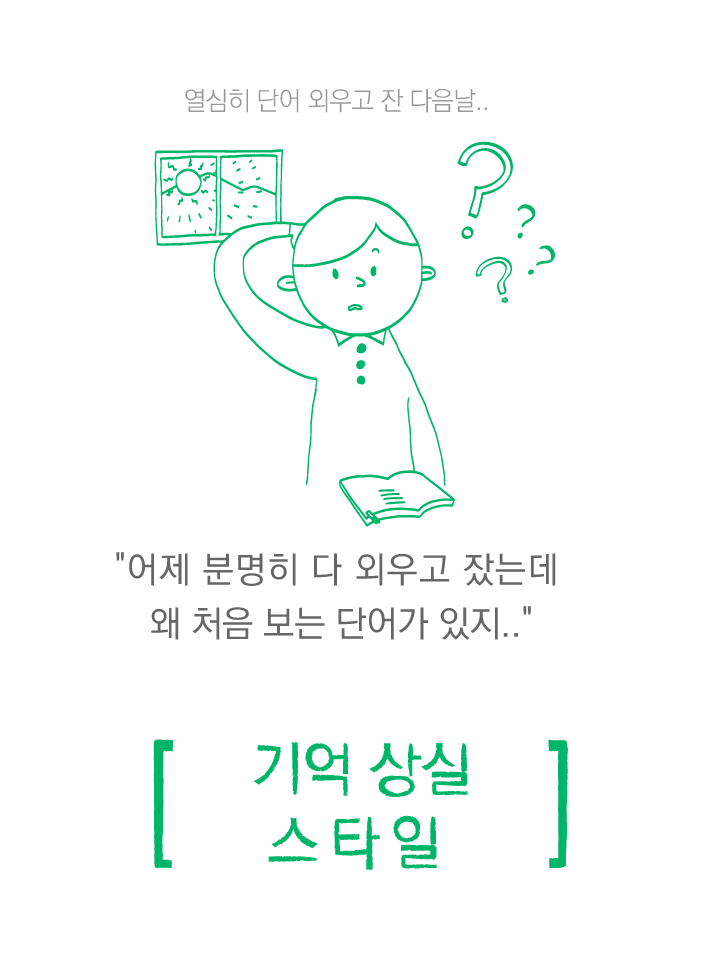 열심히 단어 외우고 잔 다음날..
"어제 분명히 다 외우고 잤는데
왜 처음 보는 단어가 있지.."
[ 기억 상실
스타일 ]